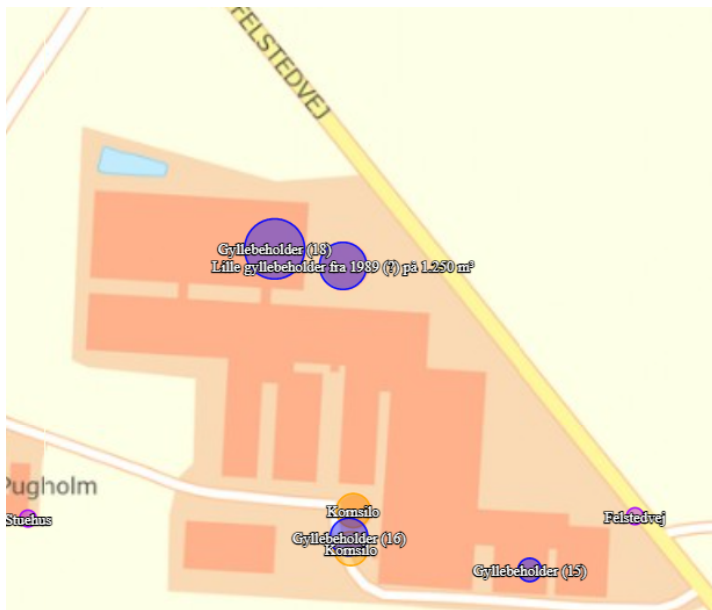 FELSTEDVEJ
Gyllebeholder (18)
Lille gyllebeholder fra 1989 (?) på 1.250 m³
Pugholm
Stuehus
Kornsilo
Felstedvej
Gyllebeholder (16)
Kornsilo
Gyllebeholder (15)